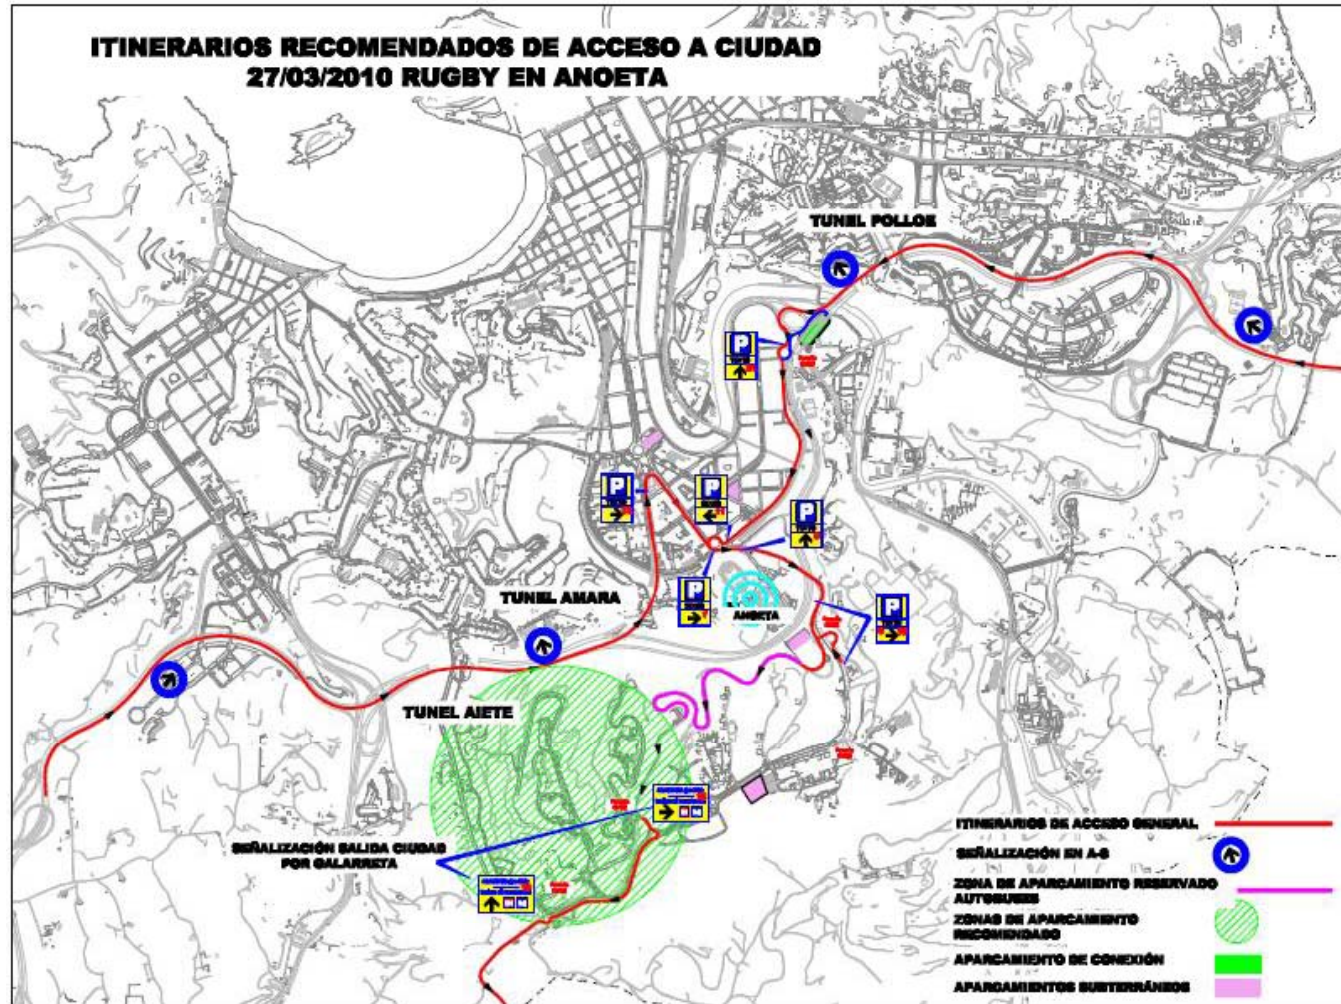 ITINERARIOS RECOMENDADOS DE ACCESO A CIUDAD
27/03/2010 RUGBY EN ANOETA
TUNEL POLLOE
P
P
P
P
TUNEL AMARA
P
ANOETA
P
TUNEL AIETE
SEÑALIZACIÓN SALIDA CIUDAD
POR GALARRETA
ITINERARIOS DE ACCESO GENERAL
SEÑALIZACIÓN EN A-8
ZONA DE APARCAMIENTO RESERVADO
AUTOBUSES
ZONAS DE APARCAMIENTO
RECOMENDADO
APARCAMIENTO DE CONEXIÓN
APARCAMIENTOS SUBTERRÁNEOS